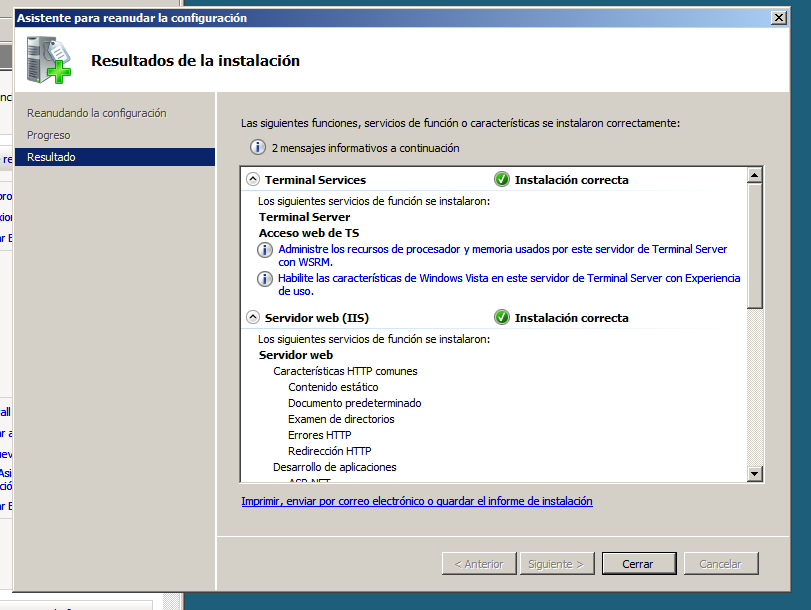 Asistente para reanudar la configuración
Resultados de la instalación
Reanudando la configuración
Progreso
Resultado
Las siguientes funciones, servicios de función o características se instalaron correctamente:
2 mensajes informativos a continuación
Terminal Services
Instalación correcta
Los siguientes servicios de función se instalaron:
Terminal Server
Acceso web de TS
Administre los recursos de procesador y memoria usados por este servidor de Terminal Server
con WSRM.
Habilite las características de Windows Vista en este servidor de Terminal Server con Experiencia
de uso.
Servidor web (IIS)
Instalación correcta
Los siguientes servicios de función se instalaron:
Servidor web
Características HTTP comunes
Contenido estático
Documento predeterminado
Examen de directorios
Errores HTTP
Redirección HTTP
Desarrollo de aplicaciones
ASP.NET
Imprimir, enviar por correo electrónico o guardar el informe de instalación
< Anterior
Siguiente >
Cerrar
Cancelar